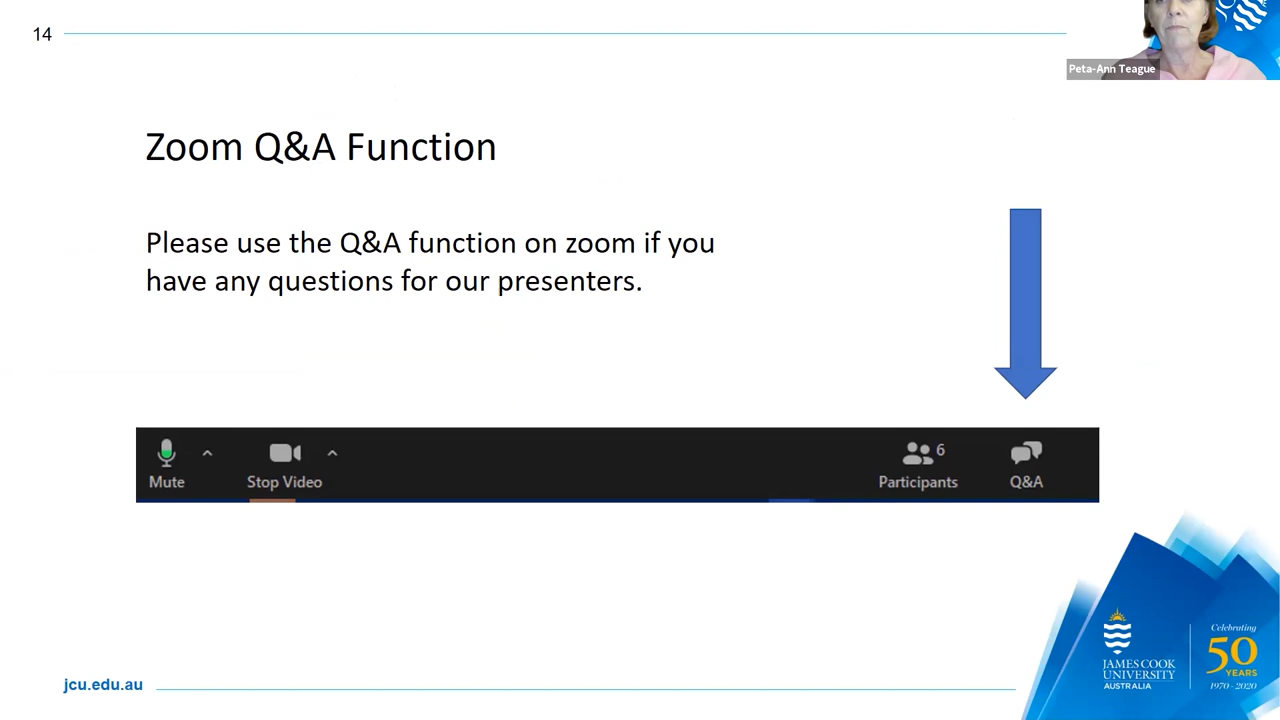 14
Peta-Ann Teague
Zoom Q&A Function
Please use the Q&A function on zoom if you
have any questions for our presenters.
6
Mute
Stop Video
Participants
Q&A
Celebrating
50
YEARS
1970 - 2020
JAMES COOK
UNIVERSITY
AUSTRALIA
jcu.edu.au